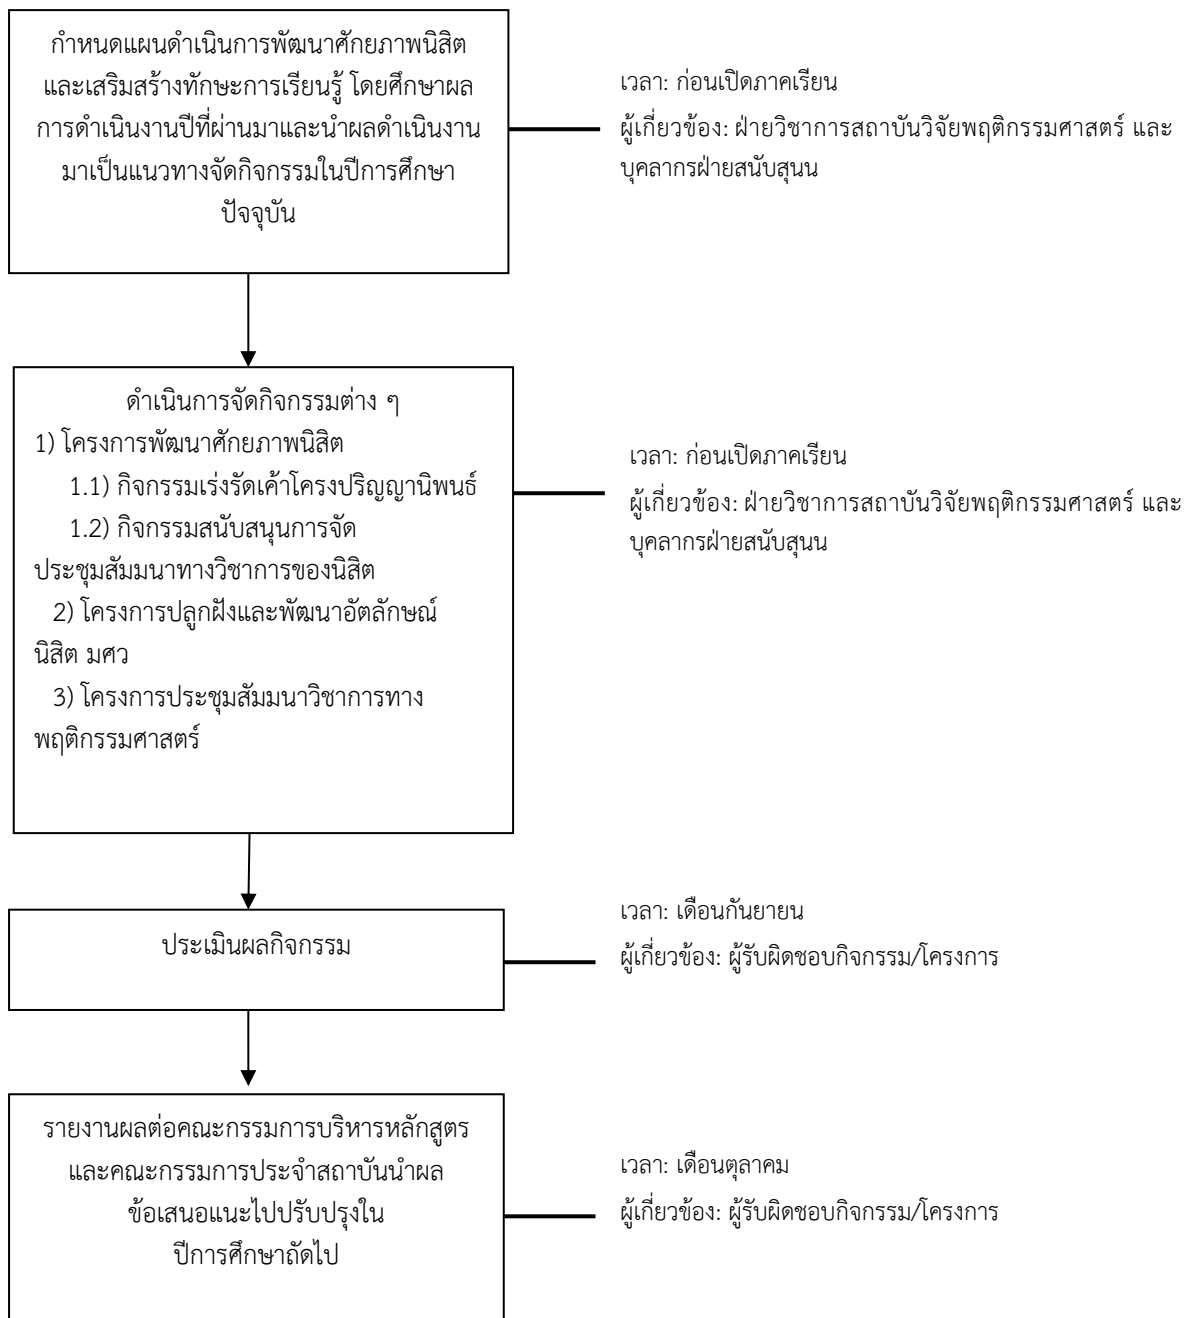 กำหนดแผนดำเนินการพัฒนาศักยภาพนิสิต
และเสริมสร้างทักษะการเรียนรู้ โดยศึกษาผล
การดำเนินงานปีที่ผ่านมาและนำผลดำเนินงาน
มาเป็นแนวทางจัดกิจกรรมในปีการศึกษา
ปัจจุบัน
เวลา: ก่อนเปิดภาคเรียน
ผู้เกี่ยวข้อง: ฝ่ายวิชาการสถาบันวิจัยพฤติกรรมศาสตร์ และ
บุคลากรฝ่ายสนับสุนน
ดำเนินการจัดกิจกรรมต่าง ๆ
1) โครงการพัฒนาศักยภาพนิสิต
1.1) กิจกรรมเร่งรัดเค้าโครงปริญญานิพนธ์
1.2) กิจกรรมสนับสนุนการจัด
ประชุมสัมมนาทางวิชาการของนิสิต
2) โครงการปลูกฝังและพัฒนาอัตลักษณ์
นิสิต มศว
3) โครงการประชุมสัมมนาวิชาการทาง
พฤติกรรมศาสตร์
เวลา: ก่อนเปิดภาคเรียน
ผู้เกี่ยวข้อง: ฝ่ายวิชาการสถาบันวิจัยพฤติกรรมศาสตร์ และ
บุคลากรฝ่ายสนับสุนน
ประเมินผลกิจกรรม
เวลา: เดือนกันยายน
ผู้เกี่ยวข้อง: ผู้รับผิดชอบกิจกรรม/โครงการ
รายงานผลต่อคณะกรรมการบริหารหลักสูตร
และคณะกรรมการประจำสถาบันนำผล
ข้อเสนอแนะไปปรับปรุงใน
ปีการศึกษาถัดไป
เวลา: เดือนตุลาคม
ผู้เกี่ยวข้อง: ผู้รับผิดชอบกิจกรรม/โครงการ